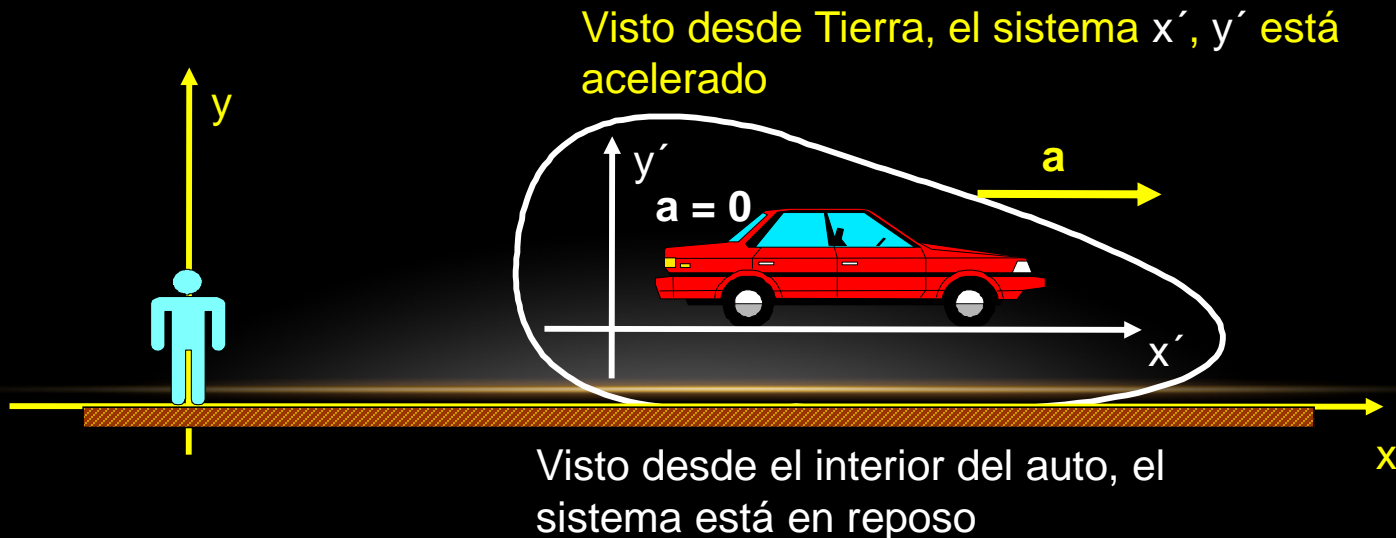 Visto desde Tierra, el sistema x´, y´ está
acelerado
y
y´
a
a = 0
x´
x
Visto desde el interior del auto, el
sistema está en reposo